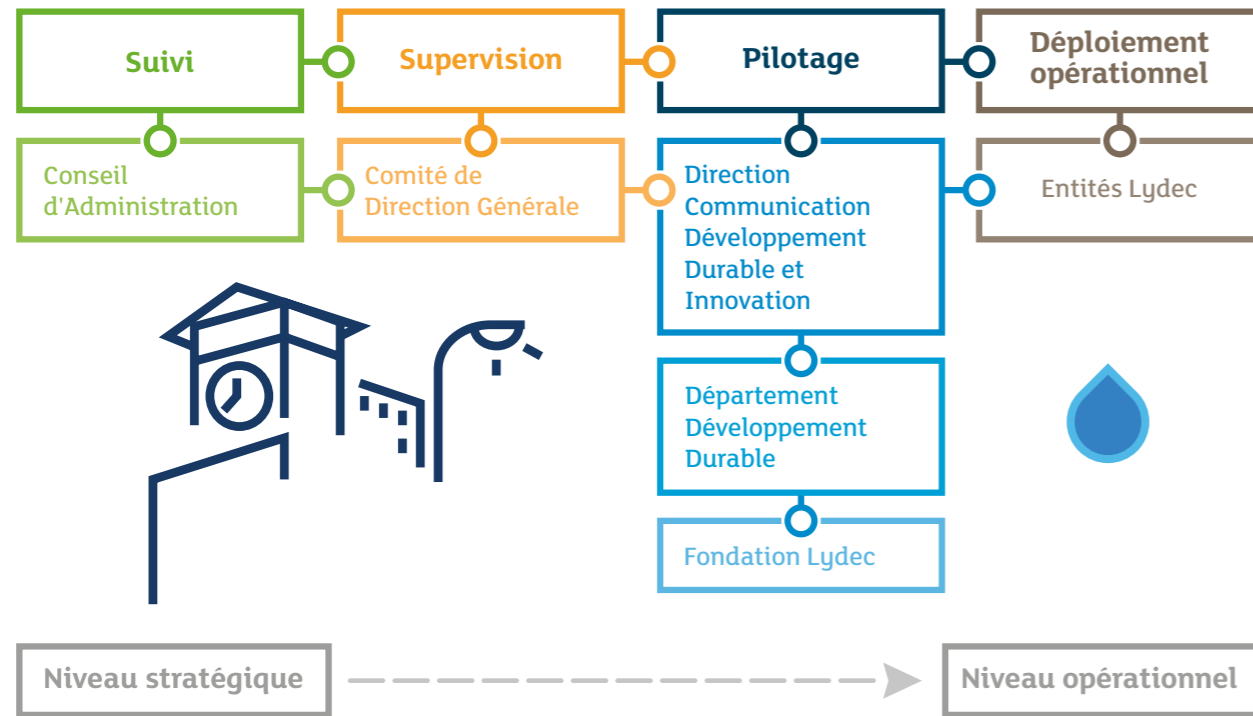 Suivi
Supervision
Pilotage
Déploiement
opérationnel
Conseil
d'Administration
Comité de
Direction Générale
Direction
Communication
Développement
Durable et
Innovation
Entités Lydec
Département
Développement
Durable
Fondation Lydec
Niveau stratégique
Niveau opérationnel